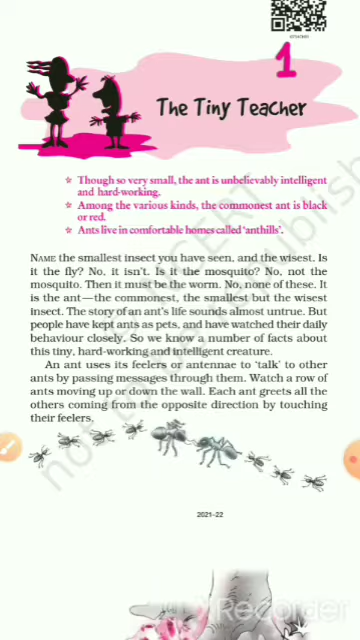 1
The Tiny Teacher
Though so very small, the ant is unbelievably intelligent
and hard-working.
Among the various kinds, the commonest ant is black
or red.
Ants live in comfortable homes called ‘anthills’.
NAME the smallest insect you have seen, and the wisest. Is
it the fly? No, it isn't. Is it the mosquito? No, not the
mosquito. Then it must be the worm. No, none of these. It
is the ant—the commonest, the smallest but the wisest
insect. The story of an ant's life sounds almost untrue. But
people have kept ants as pets, and have watched their daily
behaviour closely. So we know a number of facts about
this tiny, hard-working and intelligent creature.
An ant uses its feelers or antennae to ‘talk’ to other
ants by passing messages through them. Watch a row of
ants moving up or down the wall. Each ant greets all the
others coming from the opposite direction by touching
their feelers.
2021–22
Recorder